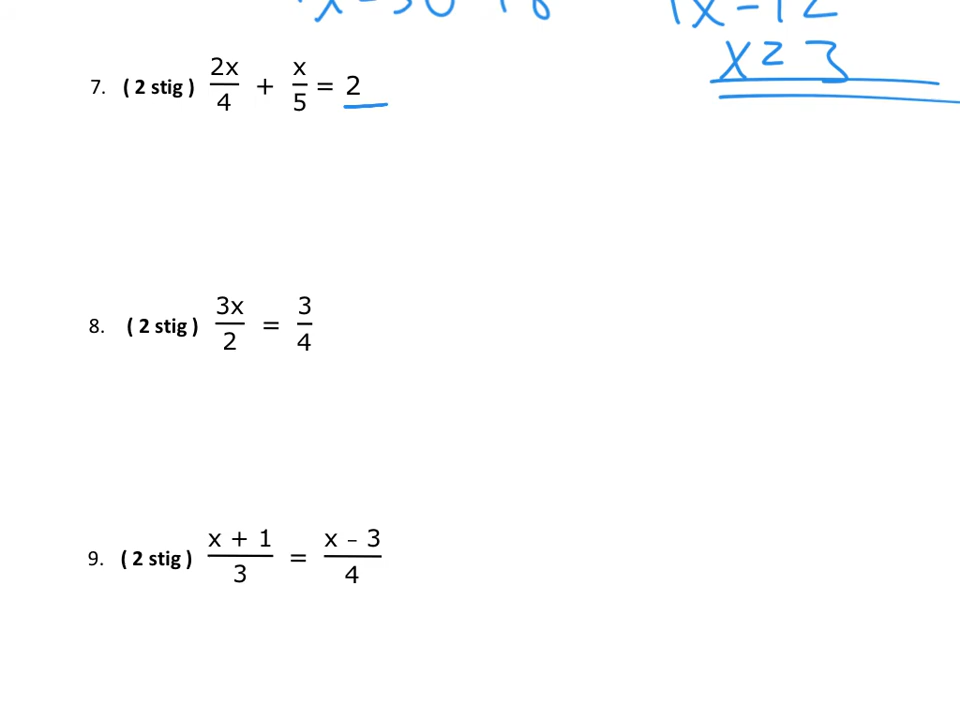 x = 3
7. ( 2 stig ) 2x/4 + x/5 = 2
8. ( 2 stig ) 3x/2 = 3/4
9. ( 2 stig ) x + 1/3 = x – 3/4